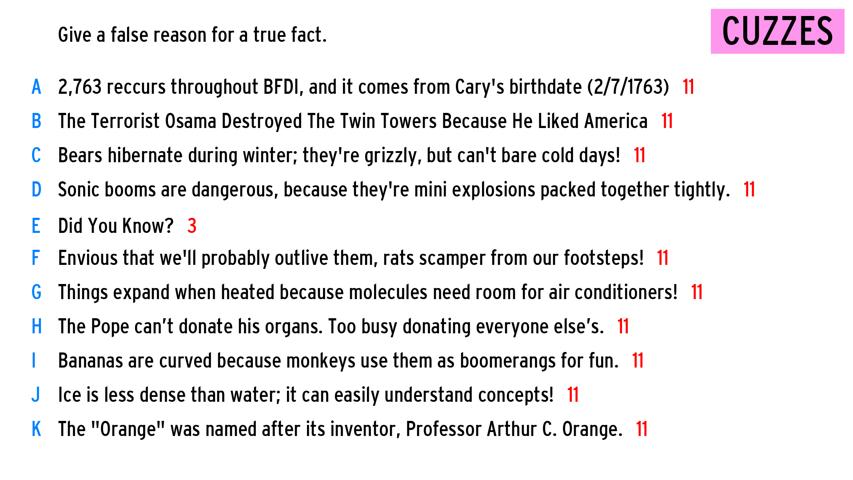 Give a false reason for a true fact.
CUZZES
A 2,763 reccurs throughout BFDI, and it comes from Cary's birthdate (2/7/1763) 11
B The Terrorist Osama Destroyed The Twin Towers Because He Liked America 11
C Bears hibernate during winter; they're grizzly, but can't bare cold days! 11
D Sonic booms are dangerous, because they're mini explosions packed together tightly. 11
E Did You Know? 3
F Envious that we'll probably outlive them, rats scamper from our footsteps! 11
G Things expand when heated because molecules need room for air conditioners! 11
H The Pope can’t donate his organs. Too busy donating everyone else’s. 11
I Bananas are curved because monkeys use them as boomerangs for fun. 11
J Ice is less dense than water; it can easily understand concepts! 11
K The "Orange" was named after its inventor, Professor Arthur C. Orange. 11